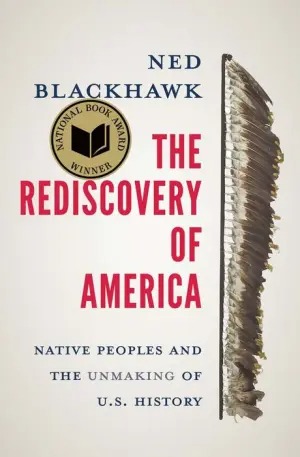 NED
BLACKHAWK
NATIONAL BOOK AWARD
WINNER
THE
REDISCOVERY
OF
AMERICA
NATIVE PEOPLES AND
THE UNMAKING OF
U.S. HISTORY